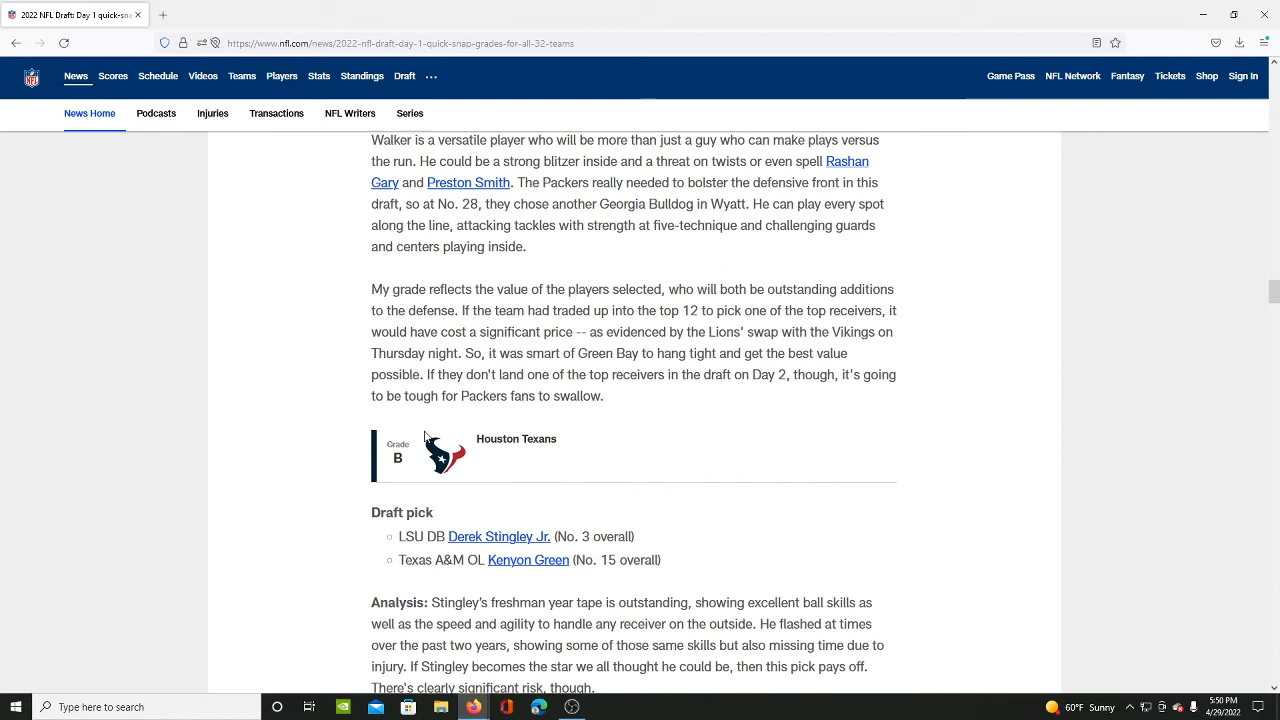 2022 NFL Draft: Day 1 quick-sna
https://www.nfl.com/news/2022-nfl-draft-day-1-quick-snap-grades-for-all-32-teams
News Scores Schedule Videos Teams Players Stats Standings Draft ••• Game Pass NFL Network Fantasy Tickets Shop Sign In
News Home Podcasts Injuries Transactions NFL Writers Series
Walker is a versatile player who will be more than just a guy who can make plays versus
the run. He could be a strong blitzer inside and a threat on twists or even spell Rashan
Gary and Preston Smith. The Packers really needed to bolster the defensive front in this
draft, so at No. 28, they chose another Georgia Bulldog in Wyatt. He can play every spot
along the line, attacking tackles with strength at five-technique and challenging guards
and centers playing inside.
My grade reflects the value of the players selected, who will both be outstanding additions
to the defense. If the team had traded up into the top 12 to pick one of the top receivers, it
would have cost a significant price -- as evidenced by the Lions' swap with the Vikings on
Thursday night. So, it was smart of Green Bay to hang tight and get the best value
possible. If they don't land one of the top receivers in the draft on Day 2, though, it's going
to be tough for Packers fans to swallow.
Grade
B
Houston Texans
Draft pick
LSU DB Derek Stingley Jr. (No. 3 overall)
Texas A&M OL Kenyon Green (No. 15 overall)
Analysis: Stingley's freshman year tape is outstanding, showing excellent ball skills as
well as the speed and agility to handle any receiver on the outside. He flashed at times
over the past two years, showing some of those same skills but also missing time due to
injury. If Stingley becomes the star we all thought he could be, then this pick pays off.
There's clearly significant risk, though.
Type here to search
60°F Sunny
5:50 PM
4/29/2022